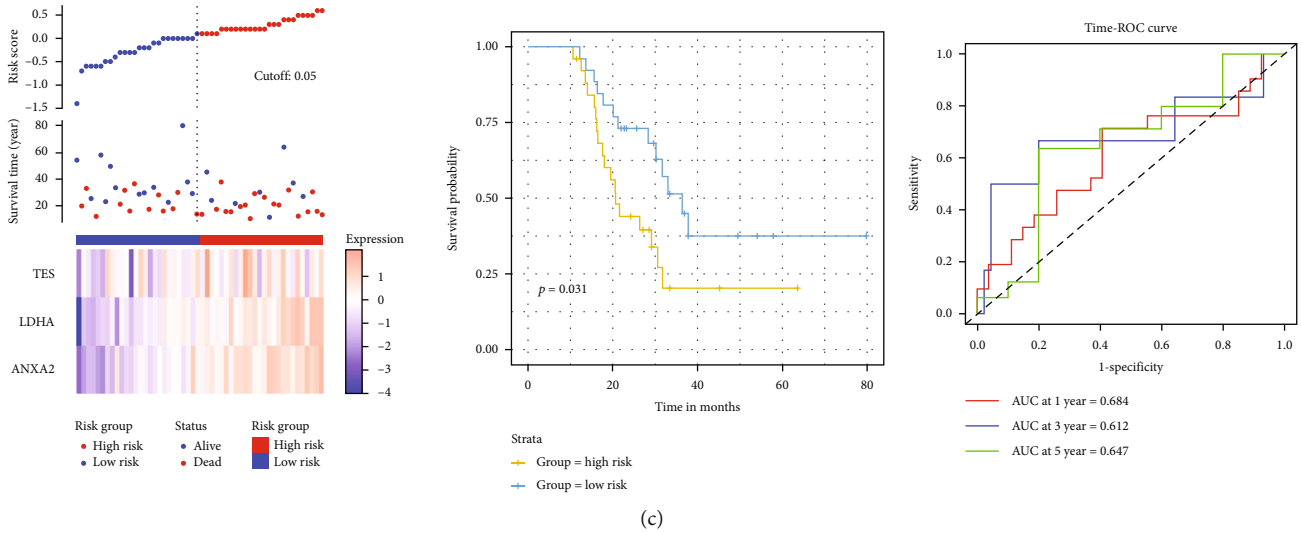 Risk score
0.5
0.0
−0.5
−1.0
−1.5
Cutoff: 0.05
Survival time (year)
80
60
40
20
TES
LDHA
ANXA2
Expression
1
0
−1
−2
−3
−4
Risk group
High risk
Low risk
Status
Alive
Dead
Risk group
High risk
Low risk
Survival probability
1.00
0.75
0.50
0.25
0.00
p = 0.031
0 20 40 60 80
Time in months
Strata
Group = high risk
Group = low risk
Time-ROC curve
Sensitivity
1.0
0.8
0.6
0.4
0.2
0.0
0.0 0.2 0.4 0.6 0.8 1.0
1-specificity
AUC at 1 year = 0.684
AUC at 3 year = 0.612
AUC at 5 year = 0.647
(c)